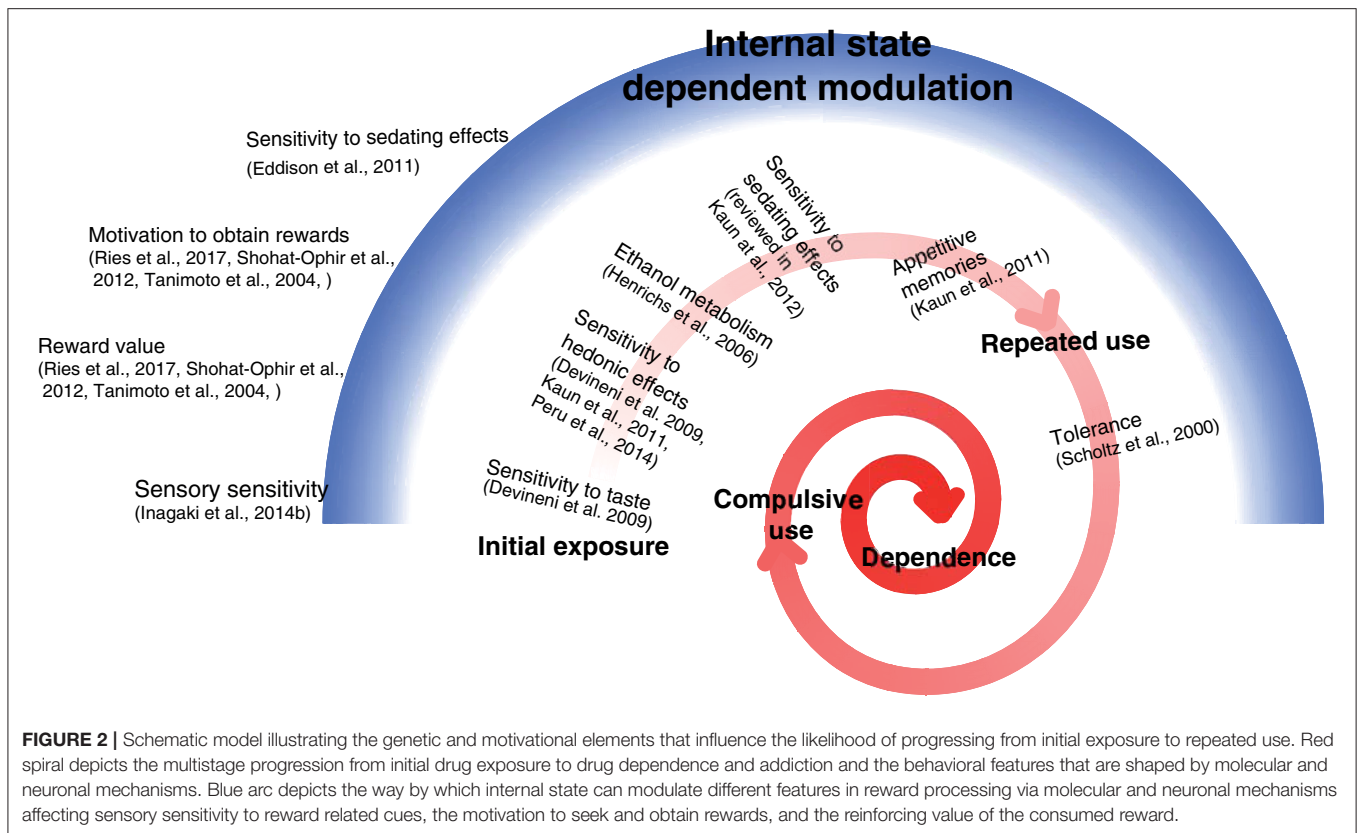 Internal state
dependent modulation
Sensitivity to sedating effects
(Eddison et al., 2011)
Motivation to obtain rewards
(Ries et al., 2017, Shohat-Ophir et al.,
2012, Tanimoto et al., 2004, )
Reward value
(Ries et al., 2017, Shohat-Ophir et al.,
2012, Tanimoto et al., 2004, )
Sensory sensitivity
(Inagaki et al., 2014b)
Sensitivity to taste
(Devineni et al. 2009)
Initial exposure
Sensitivity to
hedonic effects
(Devineni et al. 2009,
Kaun et al., 2011,
Peru et al., 2014)
Ethanol metabolism
(Henrichs et al., 2006)
Sensitivity to
sedating effects
(reviewed in
Kaun at al., 2012)
Appetitive
memories
(Kaun et al., 2011)
Repeated use
Tolerance
(Scholtz et al., 2000)
Compulsive
use
Dependence
FIGURE 2 | Schematic model illustrating the genetic and motivational elements that influence the likelihood of progressing from initial exposure to repeated use. Red
spiral depicts the multistage progression from initial drug exposure to drug dependence and addiction and the behavioral features that are shaped by molecular and
neuronal mechanisms. Blue arc depicts the way by which internal state can modulate different features in reward processing via molecular and neuronal mechanisms
affecting sensory sensitivity to reward related cues, the motivation to seek and obtain rewards, and the reinforcing value of the consumed reward.